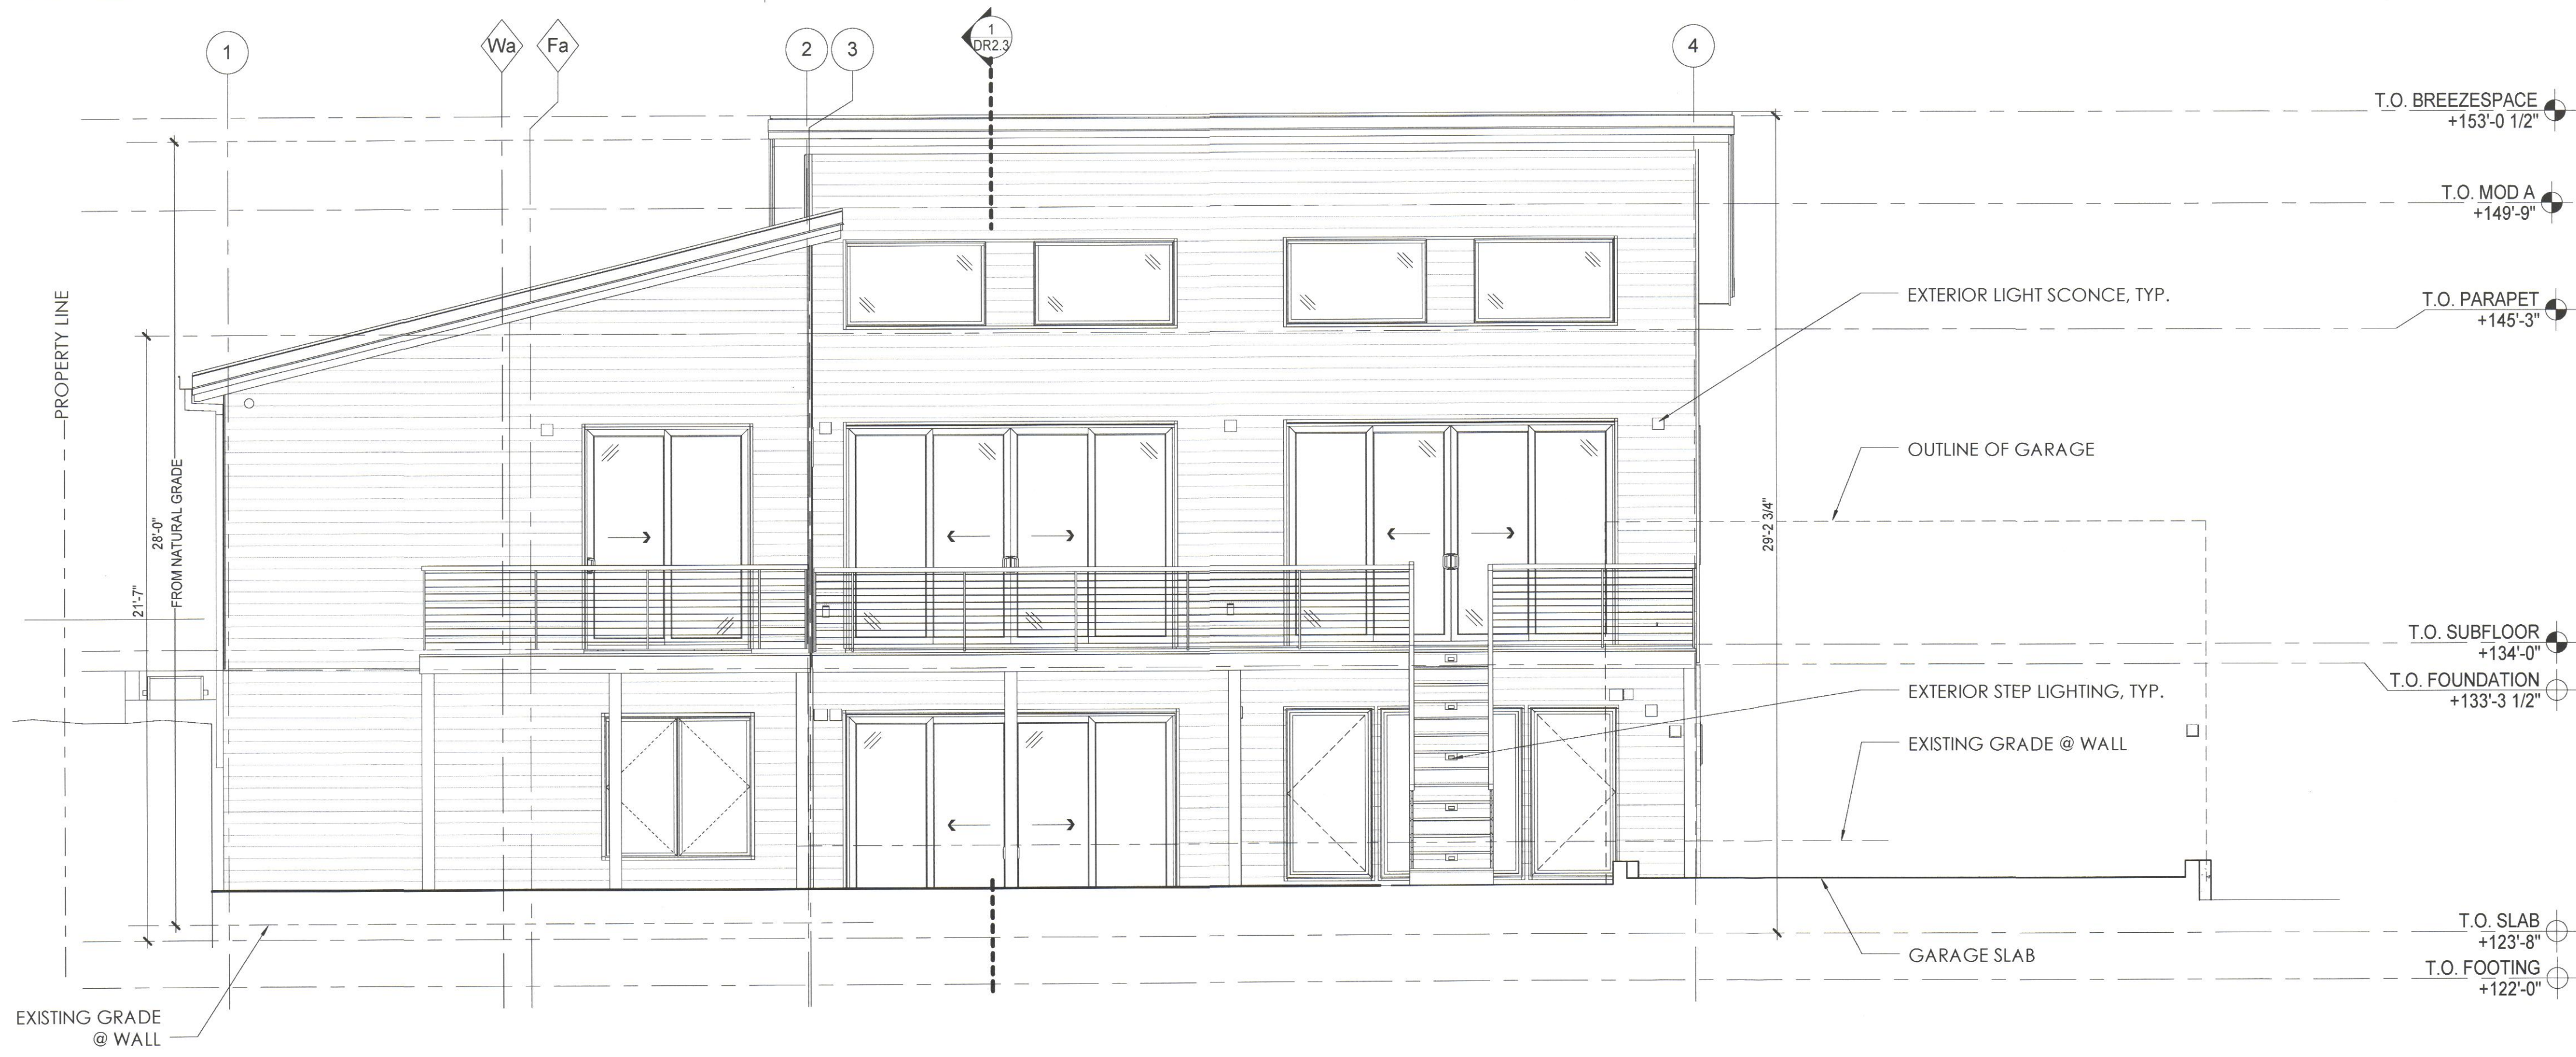 1
Wa
Fa
2
3
1
DR2.3
4
T.O. BREEZESPACE
+153'-0 1/2"
T.O. MOD A
+149'-9"
T.O. PARAPET
+145'-3"
EXTERIOR LIGHT SCONCE, TYP.
PROPERTY LINE
OUTLINE OF GARAGE
28'-0"
FROM NATURAL GRADE
21'-7"
29'-2 3/4"
T.O. SUBFLOOR
+134'-0"
T.O. FOUNDATION
+133'-3 1/2"
EXTERIOR STEP LIGHTING, TYP.
EXISTING GRADE @ WALL
T.O. SLAB
+123'-8"
GARAGE SLAB
T.O. FOOTING
+122'-0"
EXISTING GRADE
@ WALL